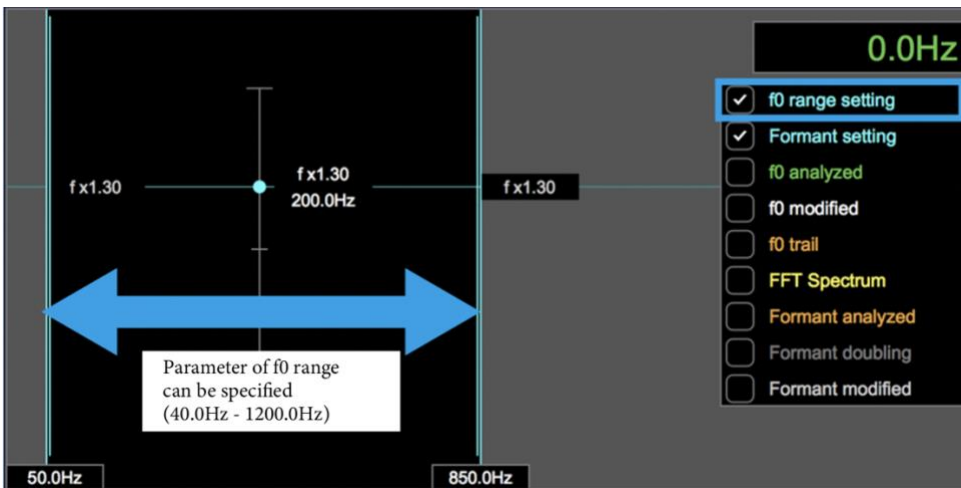 0.0Hz
f0 range setting
Formant setting
f0 analyzed
f0 modified
f0 trail
FFT Spectrum
Formant analyzed
Formant doubling
Formant modified
f x1.30
f x1.30
200.0Hz
f x1.30
Parameter of f0 range
can be specified
(40.0Hz - 1200.0Hz)
50.0Hz
850.0Hz